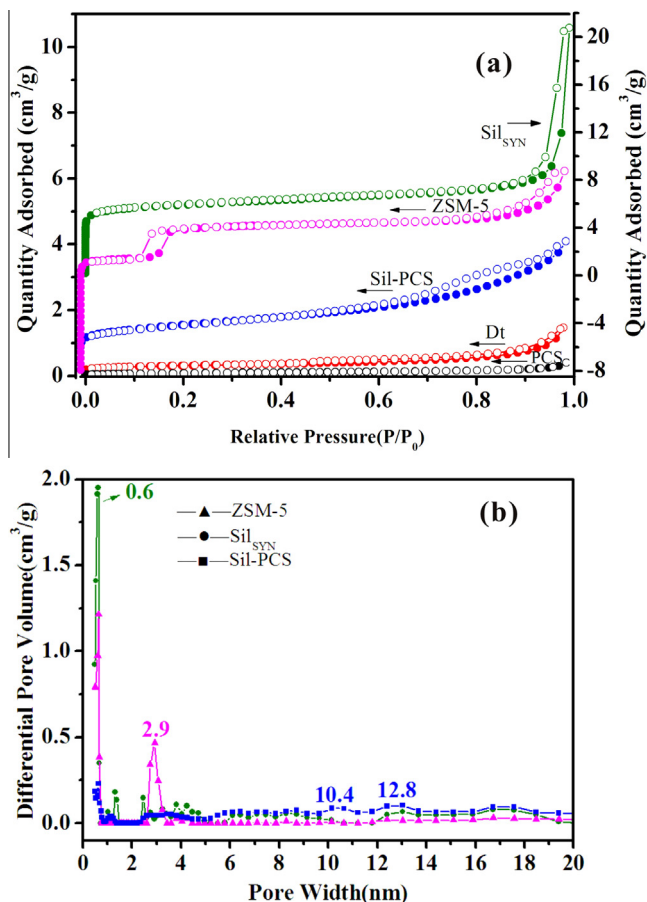 (a)
Quantity Adsorbed (cm³/g)
10
8
6
4
2
0
20
16
12
8
4
0
-4
-8
Quantity Adsorbed (cm³/g)
Sil_SYN
ZSM-5
Sil-PCS
Dt
PCS
0.0 0.2 0.4 0.6 0.8 1.0
Relative Pressure(P/P₀)
(b)
Differential Pore Volume(cm³/g)
2.0
1.5
1.0
0.5
0.0
0.6
ZSM-5
Sil_SYN
Sil-PCS
2.9
10.4
12.8
0 2 4 6 8 10 12 14 16 18 20
Pore Width(nm)